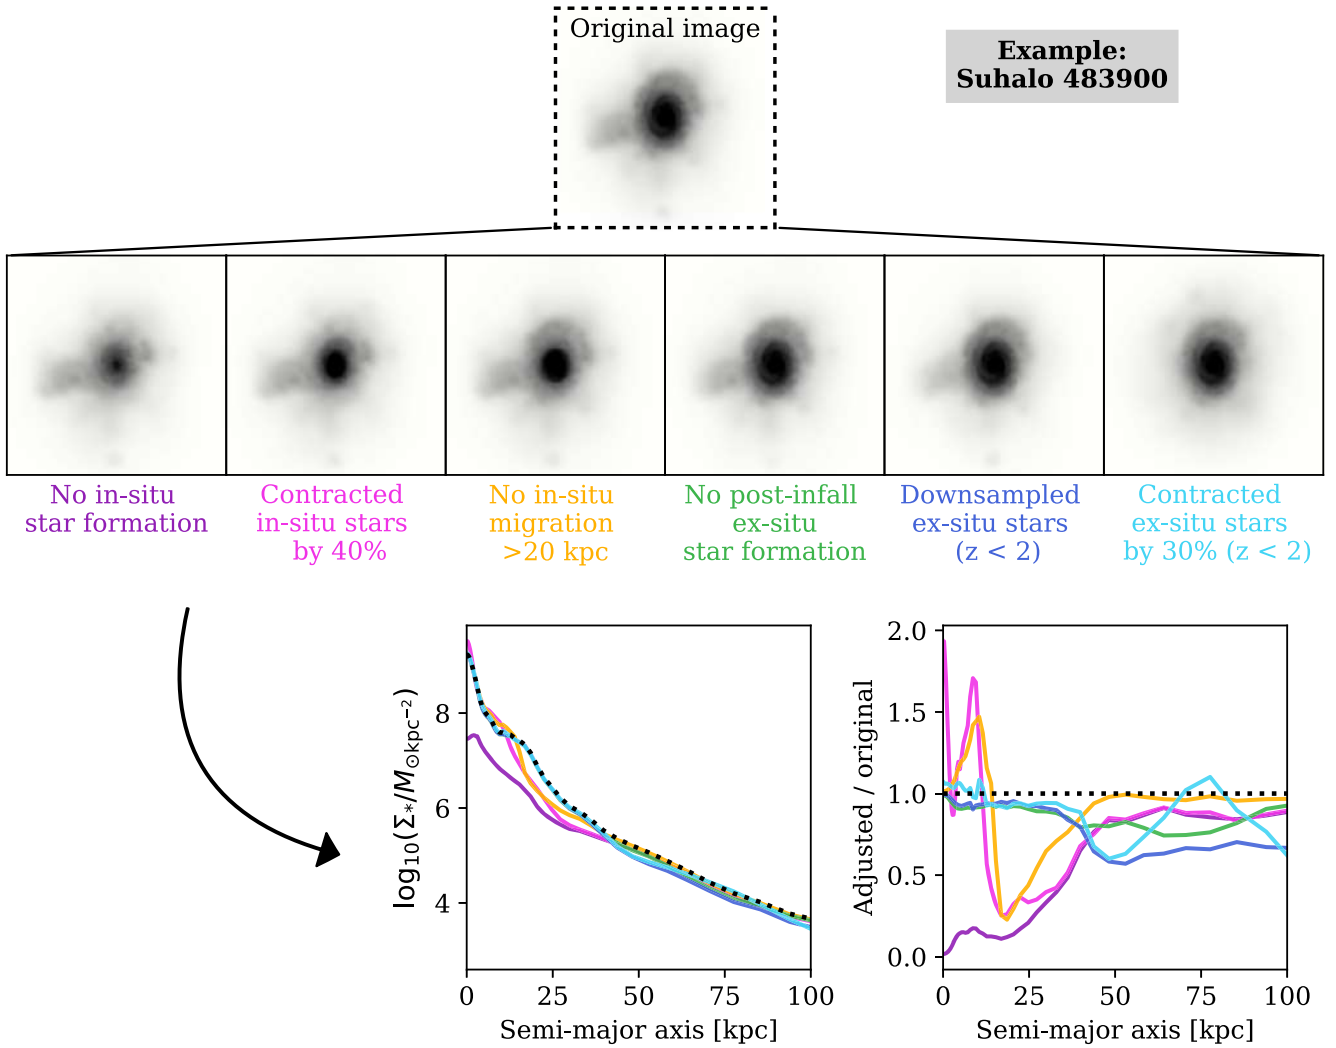 Original image
Example:
Suhalo 483900
No in-situ
star formation
Contracted
in-situ stars
by 40%
No in-situ
migration
>20 kpc
No post-infall
ex-situ
star formation
Downsampled
ex-situ stars
(z < 2)
Contracted
ex-situ stars
by 30% (z < 2)
log₁₀(Σ*/M⊙kpc⁻²)
8
6
4
0 25 50 75 100
Semi-major axis [kpc]
Adjusted / original
2.0
1.5
1.0
0.5
0.0
0 25 50 75 100
Semi-major axis [kpc]